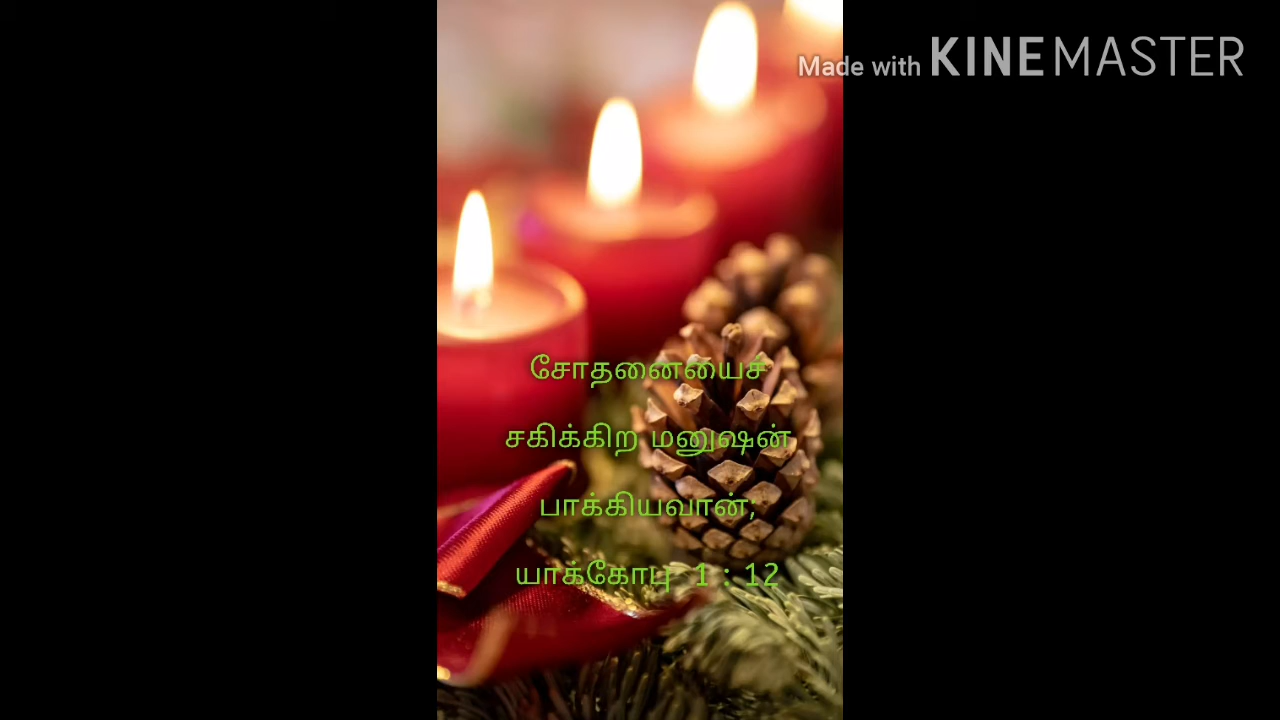 Made with KINEMASTER
சோதனையைச்
சகிக்கிற மனுஷன்
பாக்கியவான்;
யாக்கோபு 1 : 12